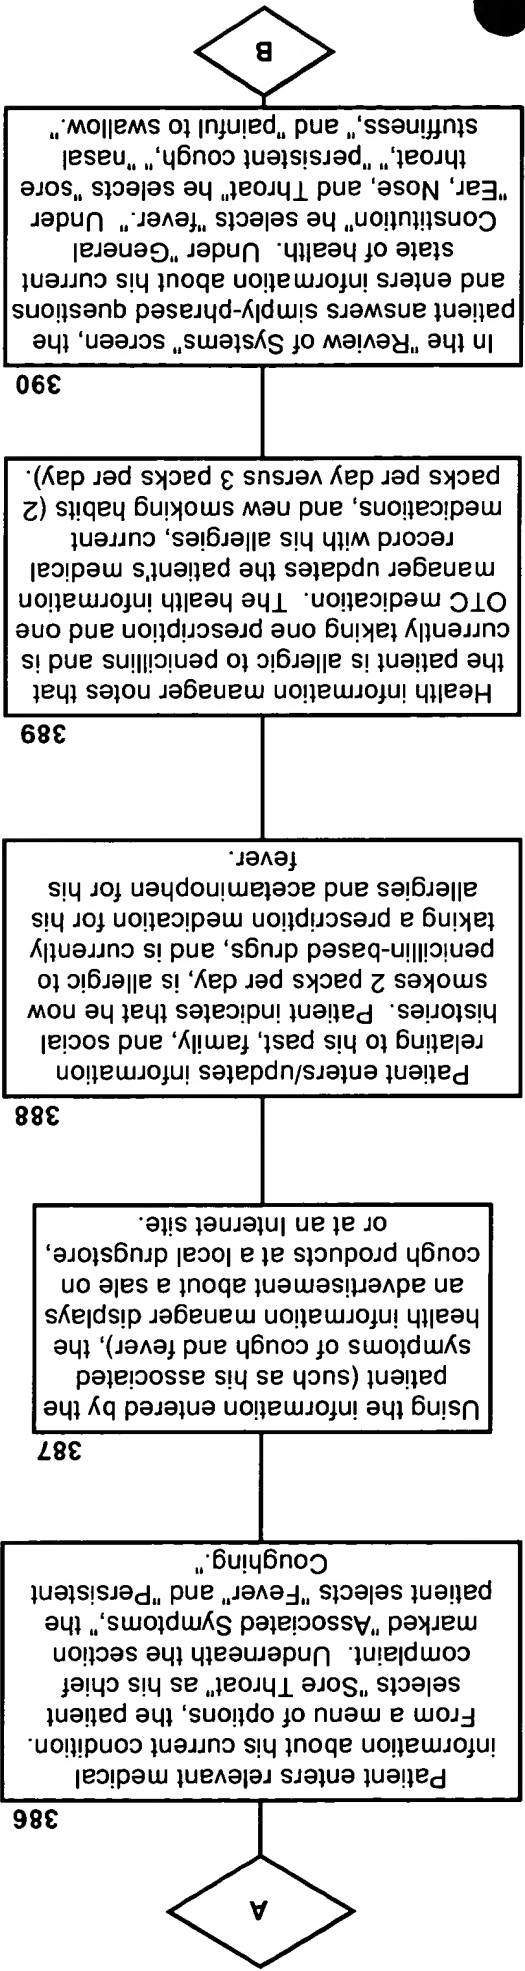 A
386
Patient enters relevant medical
information about his current condition.
From a menu of options, the patient
selects "Sore Throat" as his chief
complaint. Underneath the section
marked "Associated Symptoms," the
patient selects "Fever" and "Persistent
Coughing."
387
Using the information entered by the
patient (such as his associated
symptoms of cough and fever), the
health information manager displays
an advertisement about a sale on
cough products at a local drugstore,
or at an Internet site.
388
Patient enters/updates information
relating to his past, family, and social
histories. Patient indicates that he now
smokes 2 packs per day, is allergic to
penicillin-based drugs, and is currently
taking a prescription medication for his
allergies and acetaminophen for his
fever.
389
Health information manager notes that
the patient is allergic to penicillins and is
currently taking one prescription and one
OTC medication. The health information
manager updates the patient's medical
record with his allergies, current
medications, and new smoking habits (2
packs per day versus 3 packs per day).
390
In the "Review of Systems" screen, the
patient answers simply-phrased questions
and enters information about his current
state of health. Under "General
Constitution" he selects "fever." Under
"Ear, Nose, and Throat" he selects "sore
throat," "persistent cough," "nasal
stuffiness," and "painful to swallow."
B